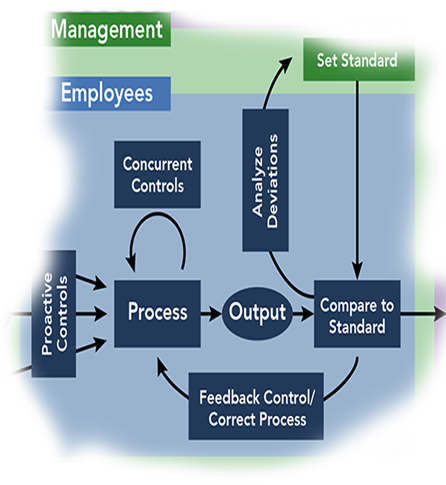 Management
Set Standard
Employees
Analyze
Deviations
Concurrent
Controls
Proactive
Controls
Process
Output
Compare to
Standard
Feedback Control/
Correct Process